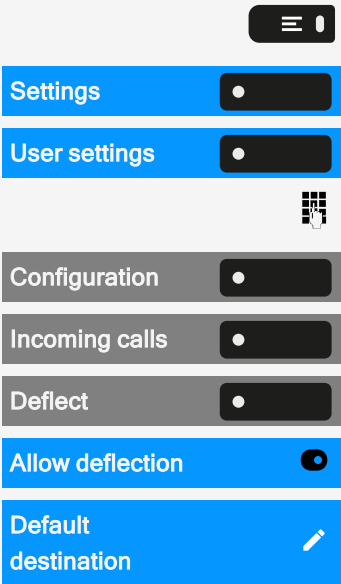 Settings
User settings
Configuration
Incoming calls
Deflect
Allow deflection
Default
destination